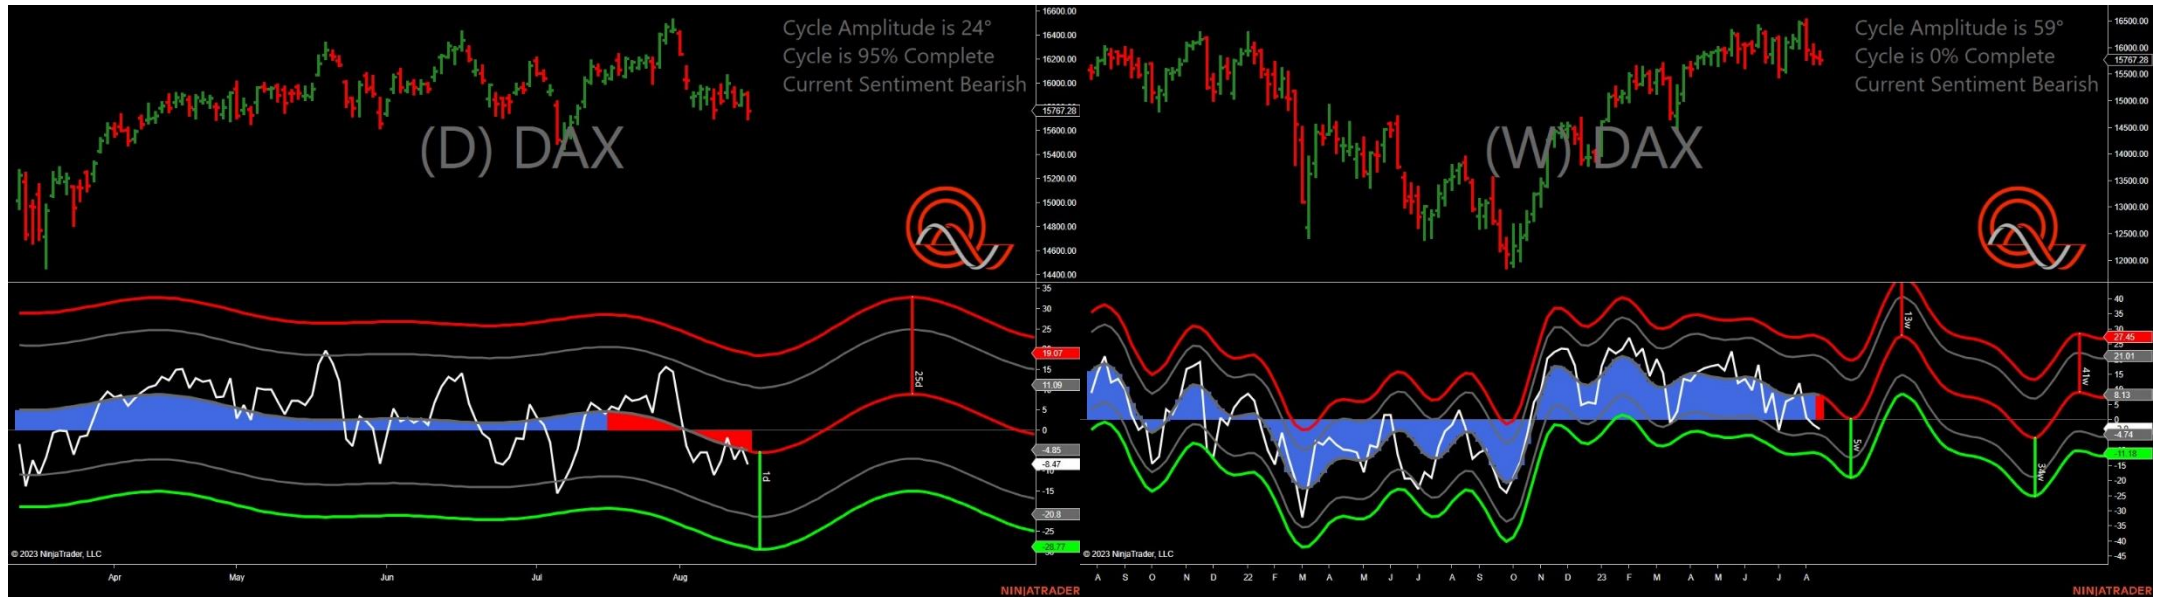 Cycle Amplitude is 24°
Cycle is 95% Complete
Current Sentiment Bearish
(D) DAX
16600.00
16400.00
16200.00
16000.00
15767.28
15600.00
15400.00
15200.00
15000.00
14800.00
14600.00
14400.00
35
30
25
19.07
15
11.09
5
0
-4.85
-8.47
-15
-20.8
-25
-28.77
25d
1d
© 2023 NinjaTrader, LLC
Apr May Jun Jul Aug
NINJATRADER
Cycle Amplitude is 59°
Cycle is 0% Complete
Current Sentiment Bearish
(W) DAX
16500.00
16000.00
15767.28
15500.00
15000.00
14500.00
14000.00
13500.00
13000.00
12500.00
12000.00
40
35
30
27.45
25
21.01
15
8.13
5
0
-4.74
-11.18
-15
-20
-25
-30
-35
-40
-45
13w
41w
5w
34w
© 2023 NinjaTrader, LLC
A S O N D 22 F M A M J J A S O N D 23 F M A M J J A
NINJATRADER